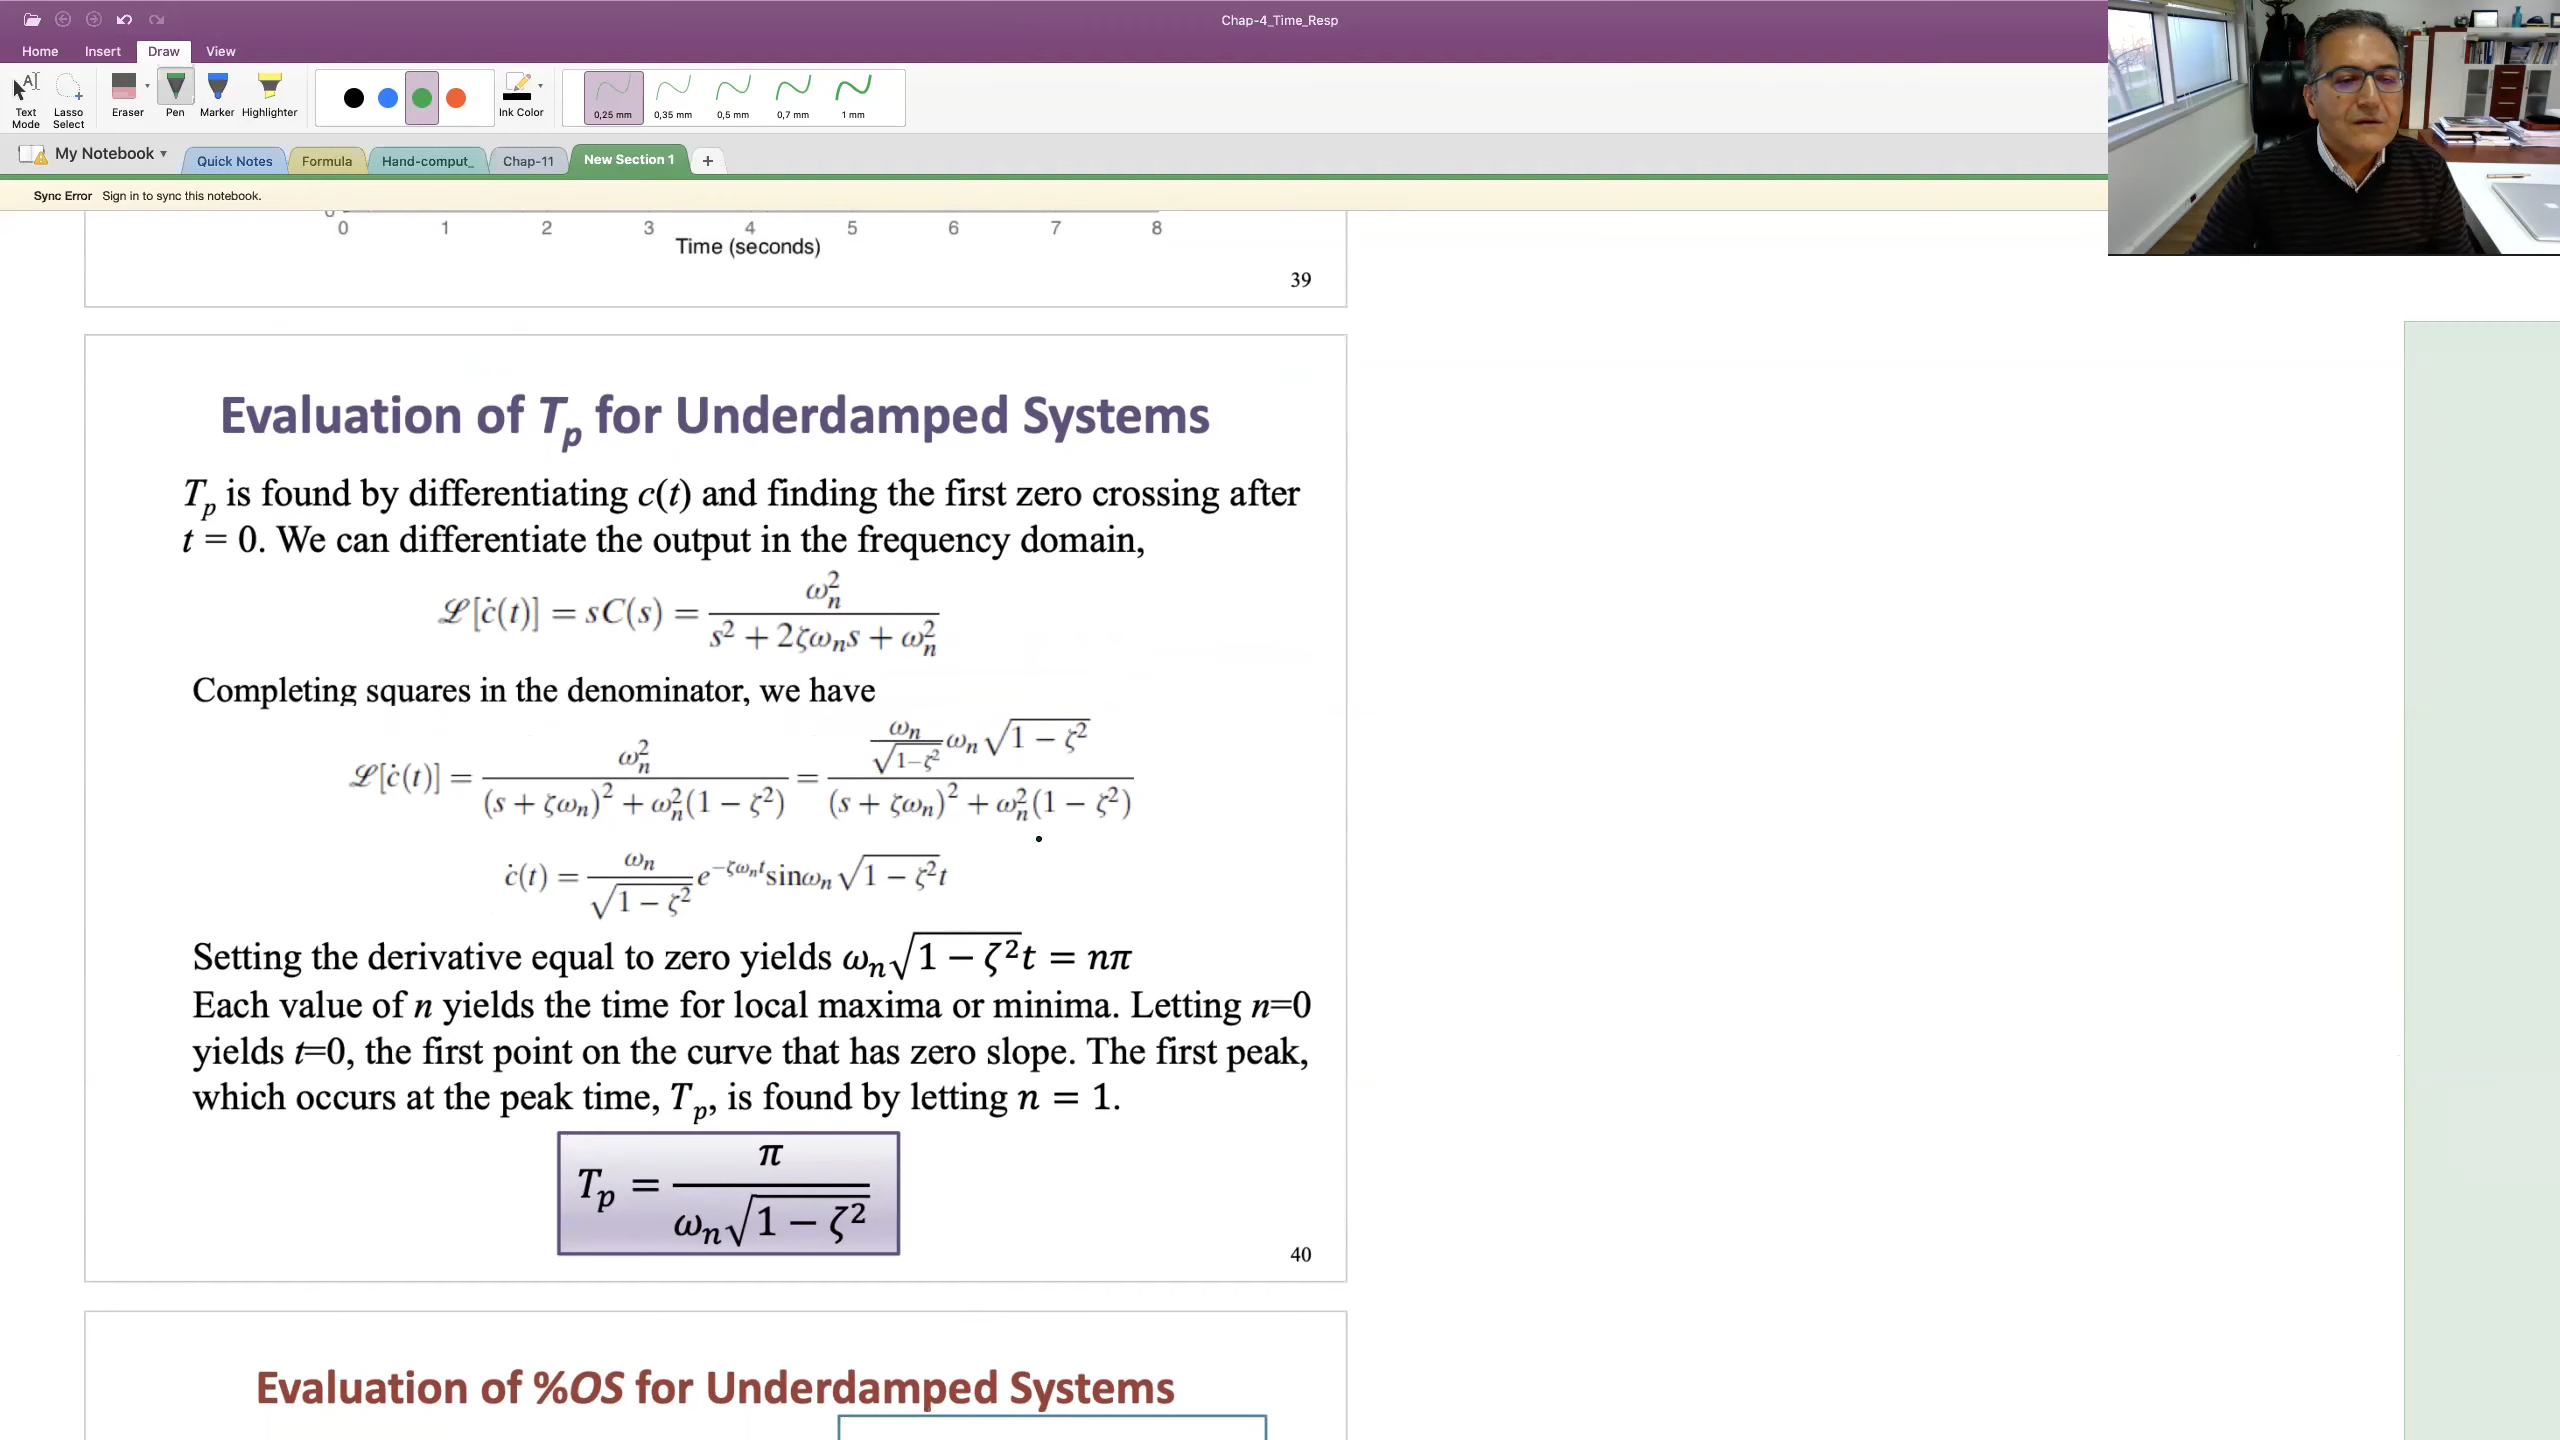 Chap-4_Time_Resp
Home Insert Draw View
Text Mode
Lasso Select
Eraser
Pen
Marker
Highlighter
Ink Color
0,25 mm
0,35 mm
0,5 mm
0,7 mm
1 mm
My Notebook
Quick Notes
Formula
Hand-comput_
Chap-11
New Section 1
+
Sync Error Sign in to sync this notebook.
0
0 1 2 3 4 5 6 7 8
Time (seconds)
39
Evaluation of Tₚ for Underdamped Systems
Tₚ is found by differentiating c(t) and finding the first zero crossing after
t = 0. We can differentiate the output in the frequency domain,
ℒ[ċ(t)] = sC(s) = ωₙ² / (s² + 2ζωₙs + ωₙ²)
Completing squares in the denominator, we have
ℒ[ċ(t)] = ωₙ² / ((s + ζωₙ)² + ωₙ²(1 − ζ²)) = (ωₙ/√(1−ζ²)) ωₙ√(1 − ζ²) / ((s + ζωₙ)² + ωₙ²(1 − ζ²))
ċ(t) = ωₙ/√(1 − ζ²) e^(−ζωₙt) sinωₙ√(1 − ζ²)t
Setting the derivative equal to zero yields ωₙ√(1 − ζ²)t = nπ
Each value of n yields the time for local maxima or minima. Letting n=0
yields t=0, the first point on the curve that has zero slope. The first peak,
which occurs at the peak time, Tₚ, is found by letting n = 1.
Tₚ = π / (ωₙ√(1 − ζ²))
40
Evaluation of %OS for Underdamped Systems